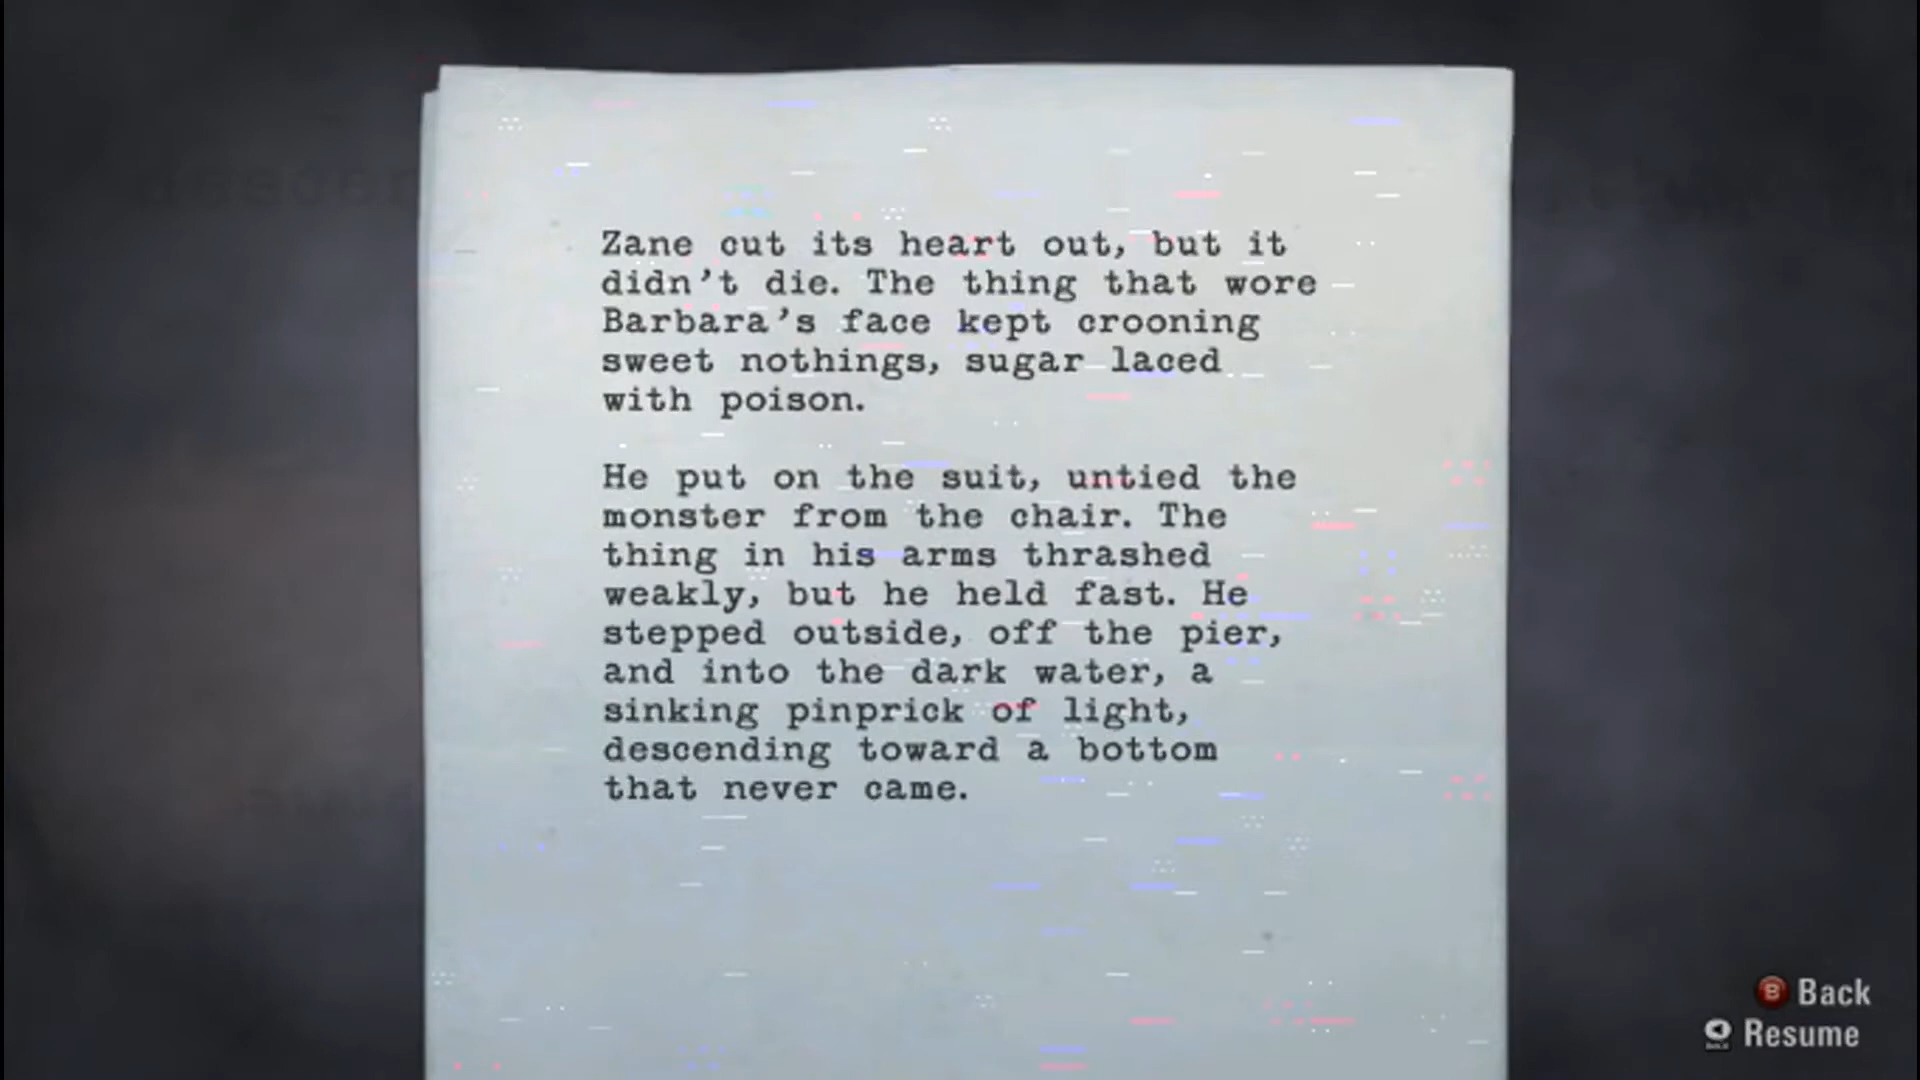 Zane cut its heart out, but it
didn't die. The thing that wore
Barbara's face kept crooning
sweet nothings, sugar laced
with poison.
He put on the suit, untied the
monster from the chair. The
thing in his arms thrashed
weakly, but he held fast. He
stepped outside, off the pier,
and into the dark water, a
sinking pinprick of light,
descending toward a bottom
that never came.
B Back
Resume